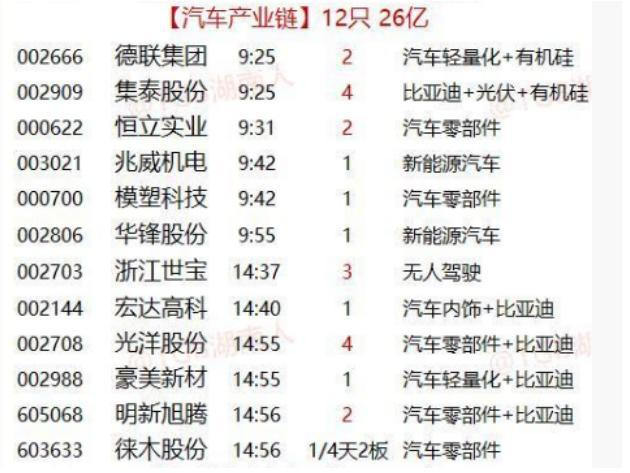 【汽车产业链】12只 26亿
002666 德联集团 9:25 2 汽车轻量化+有机硅
002909 集泰股份 9:25 4 比亚迪+光伏+有机硅
000622 恒立实业 9:31 2 汽车零部件
003021 兆威机电 9:42 1 新能源汽车
000700 模塑科技 9:42 1 汽车零部件
002806 华锋股份 9:55 1 新能源汽车
002703 浙江世宝 14:37 3 无人驾驶
002144 宏达高科 14:40 1 汽车内饰+比亚迪
002708 光洋股份 14:55 4 汽车零部件+比亚迪
002988 豪美新材 14:55 1 汽车轻量化+比亚迪
605068 明新旭腾 14:56 2 汽车零部件+比亚迪
603633 徕木股份 14:56 1/4天2板 汽车零部件